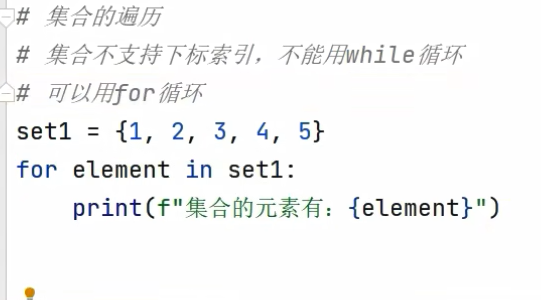 # 集合的遍历
# 集合不支持下标索引，不能用while循环
# 可以用for循环
set1 = {1, 2, 3, 4, 5}
for element in set1:
    print(f"集合的元素有：{element}")